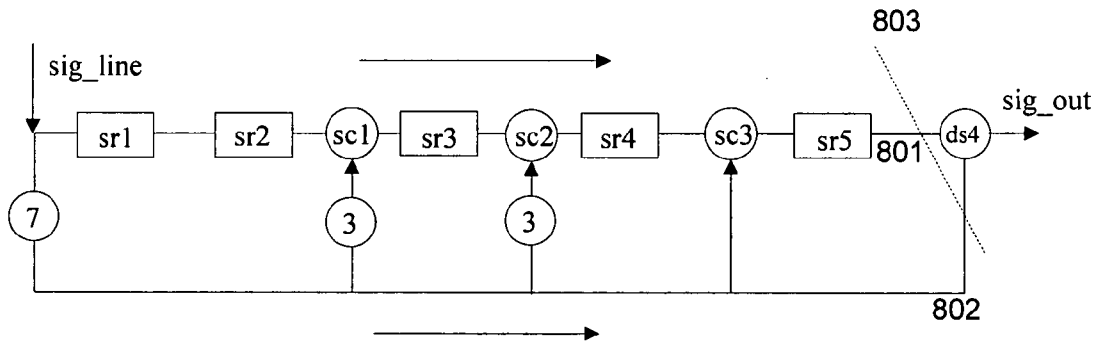 803
sig_line
sig_out
sr1
sr2
sc1
sr3
sc2
sr4
sc3
sr5
801
ds4
7
3
3
802